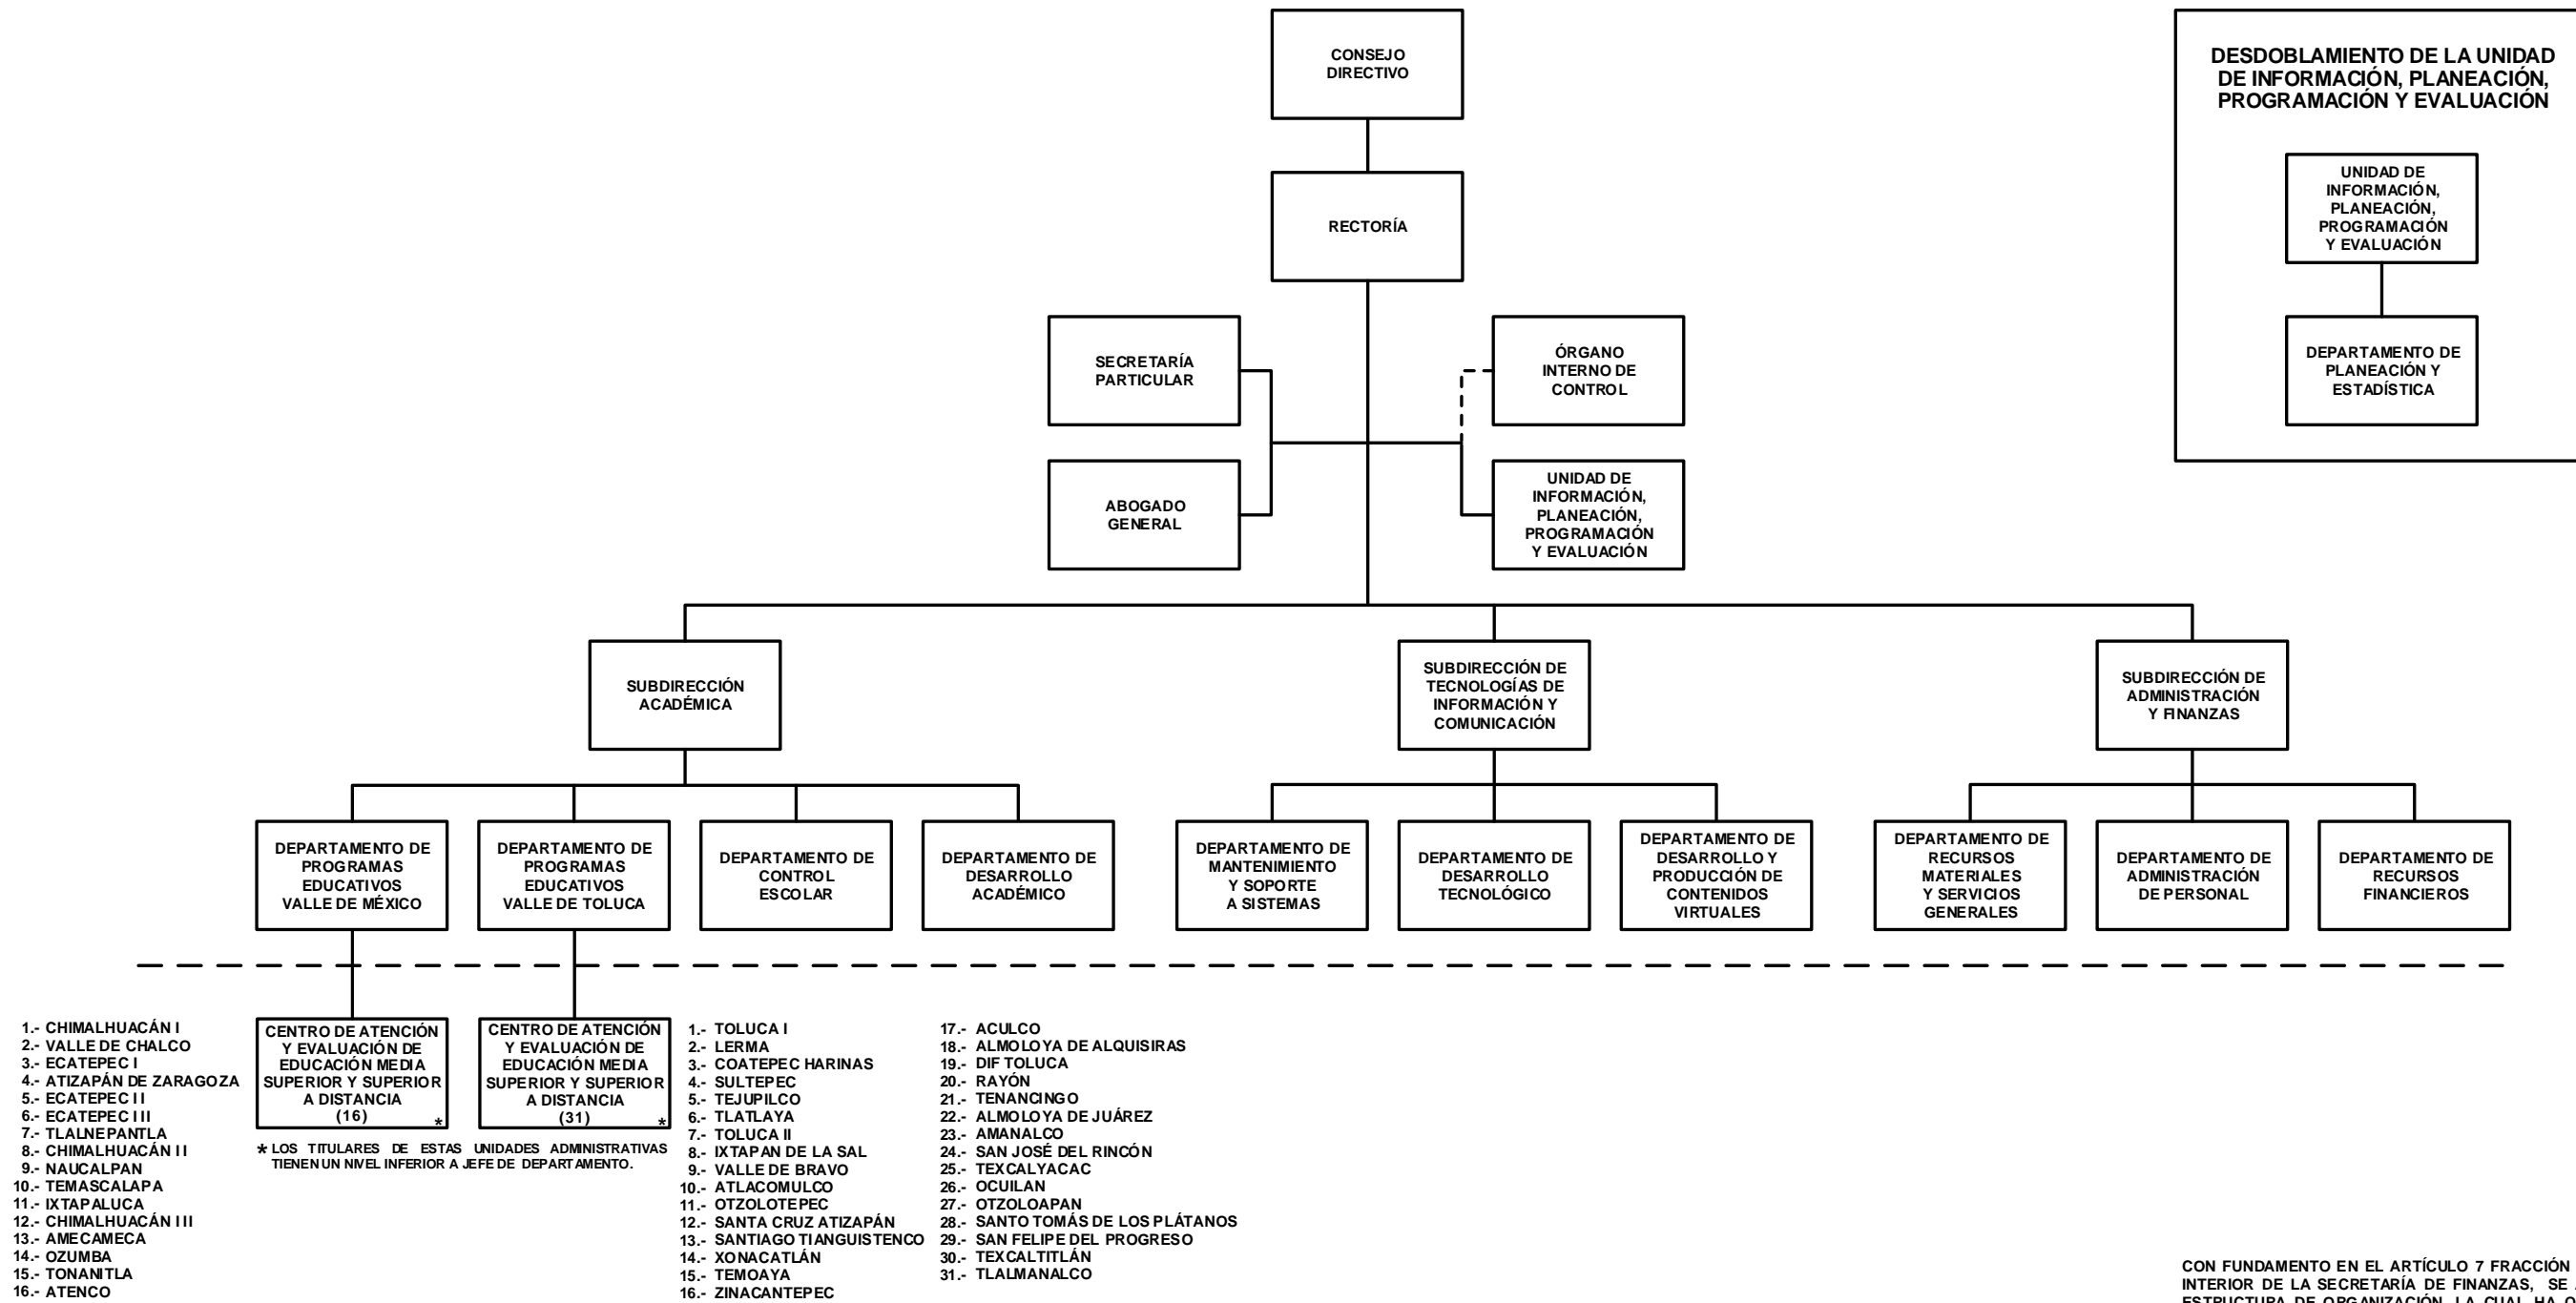 CONSEJO
DIRECTIVO
RECTORÍA
SECRETARÍA
PARTICULAR
ÓRGANO
INTERNO DE
CONTROL
ABOGADO
GENERAL
UNIDAD DE
INFORMACIÓN,
PLANEACIÓN,
PROGRAMACIÓN
Y EVALUACIÓN
DESDOBLAMIENTO DE LA UNIDAD
DE INFORMACIÓN, PLANEACIÓN,
PROGRAMACIÓN Y EVALUACIÓN
UNIDAD DE
INFORMACIÓN,
PLANEACIÓN,
PROGRAMACIÓN
Y EVALUACIÓN
DEPARTAMENTO DE
PLANEACIÓN Y
ESTADÍSTICA
SUBDIRECCIÓN
ACADÉMICA
SUBDIRECCIÓN DE
TECNOLOGÍAS DE
INFORMACIÓN Y
COMUNICACIÓN
SUBDIRECCIÓN DE
ADMINISTRACIÓN
Y FINANZAS
DEPARTAMENTO DE
PROGRAMAS
EDUCATIVOS
VALLE DE MÉXICO
DEPARTAMENTO DE
PROGRAMAS
EDUCATIVOS
VALLE DE TOLUCA
DEPARTAMENTO DE
CONTROL
ESCOLAR
DEPARTAMENTO DE
DESARROLLO
ACADÉMICO
DEPARTAMENTO DE
MANTENIMIENTO
Y SOPORTE
A SISTEMAS
DEPARTAMENTO DE
DESARROLLO
TECNOLÓGICO
DEPARTAMENTO DE
DESARROLLO Y
PRODUCCIÓN DE
CONTENIDOS
VIRTUALES
DEPARTAMENTO DE
RECURSOS
MATERIALES
Y SERVICIOS
GENERALES
DEPARTAMENTO DE
ADMINISTRACIÓN
DE PERSONAL
DEPARTAMENTO DE
RECURSOS
FINANCIEROS
1.- CHIMALHUACÁN I
2.- VALLE DE CHALCO
3.- ECATEPEC I
4.- ATIZAPÁN DE ZARAGOZA
5.- ECATEPEC II
6.- ECATEPEC III
7.- TLALNEPANTLA
8.- CHIMALHUACÁN II
9.- NAUCALPAN
10.- TEMASCALAPA
11.- IXTAPALUCA
12.- CHIMALHUACÁN III
13.- AMECAMECA
14.- OZUMBA
15.- TONANITLA
16.- ATENCO
CENTRO DE ATENCIÓN
Y EVALUACIÓN DE
EDUCACIÓN MEDIA
SUPERIOR Y SUPERIOR
A DISTANCIA
(16) *
CENTRO DE ATENCIÓN
Y EVALUACIÓN DE
EDUCACIÓN MEDIA
SUPERIOR Y SUPERIOR
A DISTANCIA
(31) *
* LOS TITULARES DE ESTAS UNIDADES ADMINISTRATIVAS
TIENEN UN NIVEL INFERIOR A JEFE DE DEPARTAMENTO.
1.- TOLUCA I
2.- LERMA
3.- COATEPEC HARINAS
4.- SULTEPEC
5.- TEJUPILCO
6.- TLATLAYA
7.- TOLUCA II
8.- IXTAPAN DE LA SAL
9.- VALLE DE BRAVO
10.- ATLACOMULCO
11.- OTZOLOTEPEC
12.- SANTA CRUZ ATIZAPÁN
13.- SANTIAGO TIANGUISTENCO
14.- XONACATLÁN
15.- TEMOAYA
16.- ZINACANTEPEC
17.- ACULCO
18.- ALMOLOYA DE ALQUISIRAS
19.- DIF TOLUCA
20.- RAYÓN
21.- TENANCINGO
22.- ALMOLOYA DE JUÁREZ
23.- AMANALCO
24.- SAN JOSÉ DEL RINCÓN
25.- TEXCALYACAC
26.- OCUILAN
27.- OTZOLOAPAN
28.- SANTO TOMÁS DE LOS PLÁTANOS
29.- SAN FELIPE DEL PROGRESO
30.- TEXCALTITLÁN
31.- TLALMANALCO
CON FUNDAMENTO EN EL ARTÍCULO 7 FRACCIÓN
INTERIOR DE LA SECRETARÍA DE FINANZAS, SE
ESTRUCTURA DE ORGANIZACIÓN, LA CUAL HA